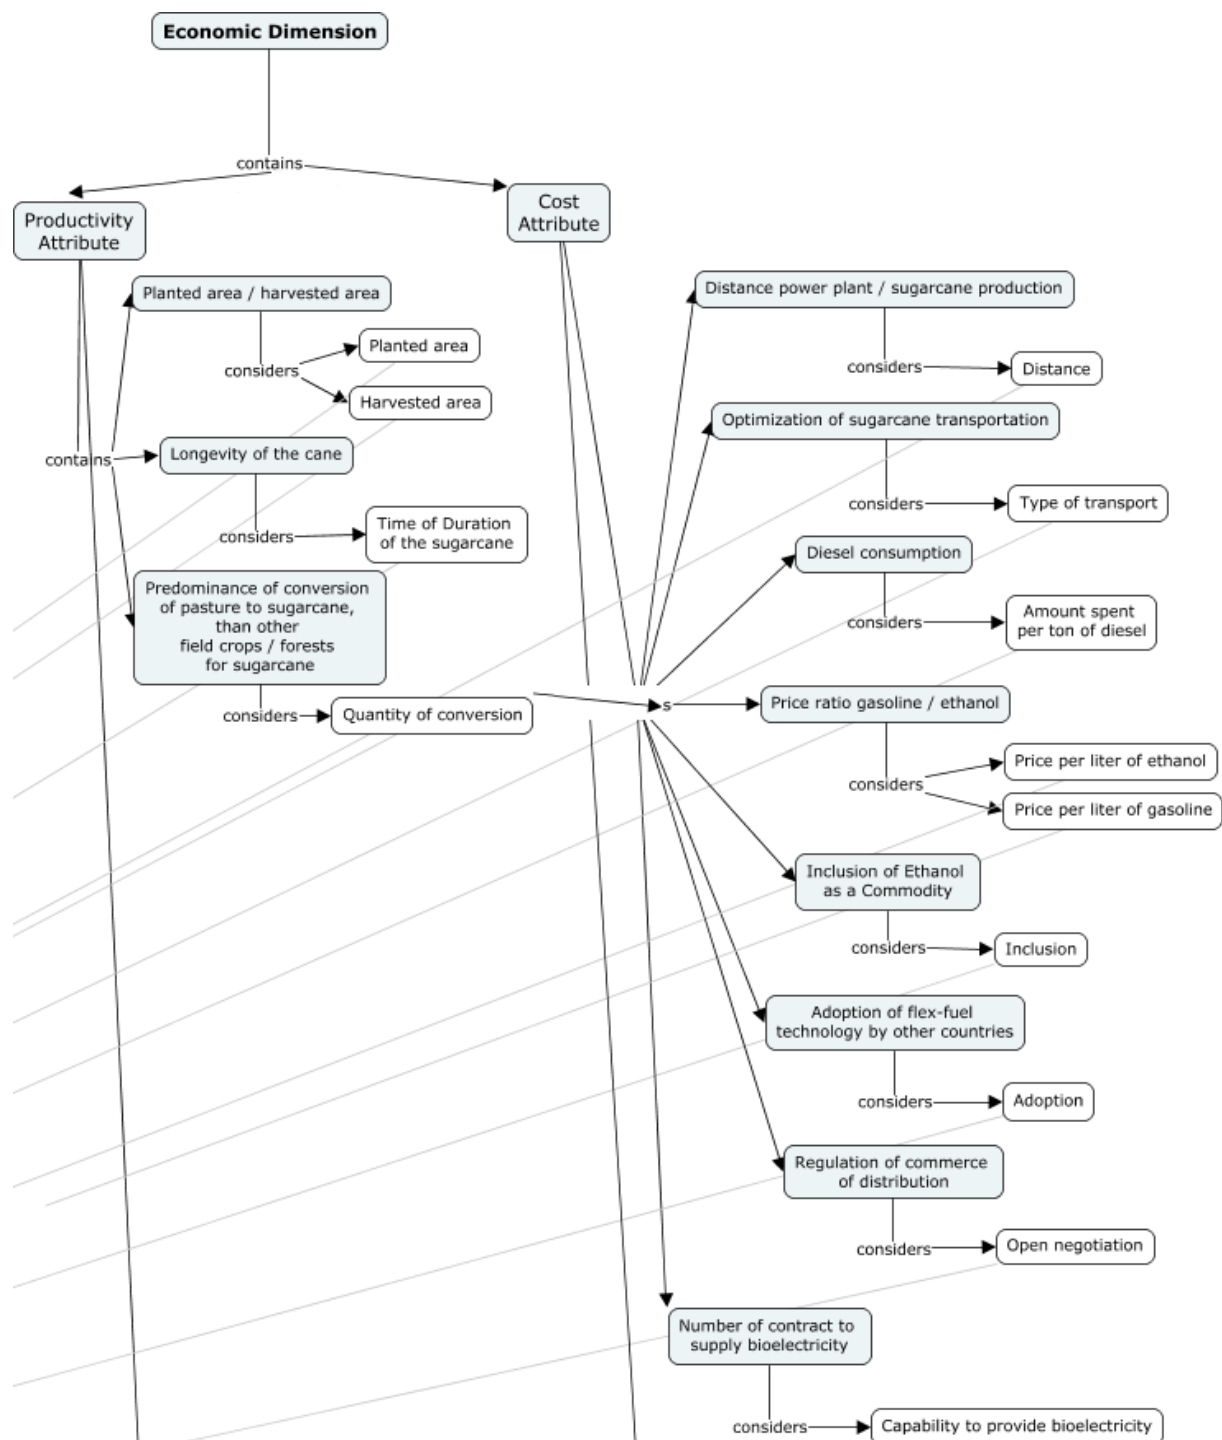 Economic Dimension
contains
Productivity
Attribute
Cost
Attribute
Planted area / harvested area
considers
Planted area
Harvested area
contains
Longevity of the cane
considers
Time of Duration
of the sugarcane
Predominance of conversion
of pasture to sugarcane,
than other
field crops / forests
for sugarcane
considers
Quantity of conversion
Distance power plant / sugarcane production
considers
Distance
Optimization of sugarcane transportation
considers
Type of transport
Diesel consumption
considers
Amount spent
per ton of diesel
s
Price ratio gasoline / ethanol
considers
Price per liter of ethanol
Price per liter of gasoline
Inclusion of Ethanol
as a Commodity
considers
Inclusion
Adoption of flex-fuel
technology by other countries
considers
Adoption
Regulation of commerce
of distribution
considers
Open negotiation
Number of contract to
supply bioelectricity
considers
Capability to provide bioelectricity